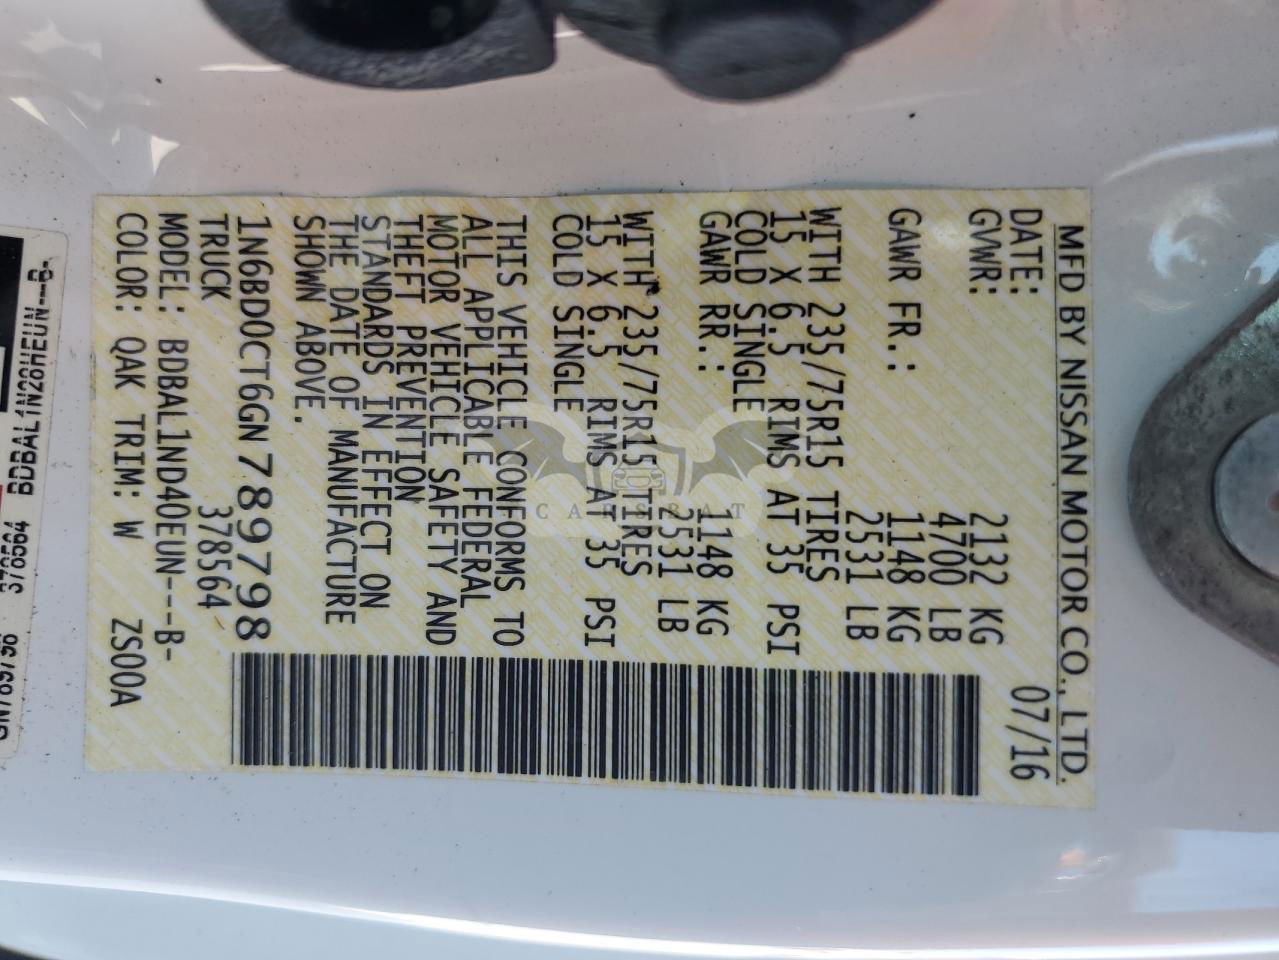 MFD BY NISSAN MOTOR CO., LTD.
DATE: 07/16
GVWR: 2132 KG
4700 LB
GAWR FR.: 1148 KG
2531 LB
WITH 235/75R15 TIRES
15 X 6.5 RIMS AT 35 PSI
COLD SINGLE
GAWR RR.: 1148 KG
2531 LB
WITH 235/75R15 TIRES
15 X 6.5 RIMS AT 35 PSI
COLD SINGLE
THIS VEHICLE CONFORMS TO
ALL APPLICABLE FEDERAL
MOTOR VEHICLE SAFETY AND
THEFT PREVENTION
STANDARDS IN EFFECT ON
THE DATE OF MANUFACTURE
SHOWN ABOVE.
1N6BD0CT6GN789798
TRUCK 378564
MODEL: BDBAL1ND40EUN---B-
COLOR: QAK TRIM: W ZS00A
CARSBAT
378564